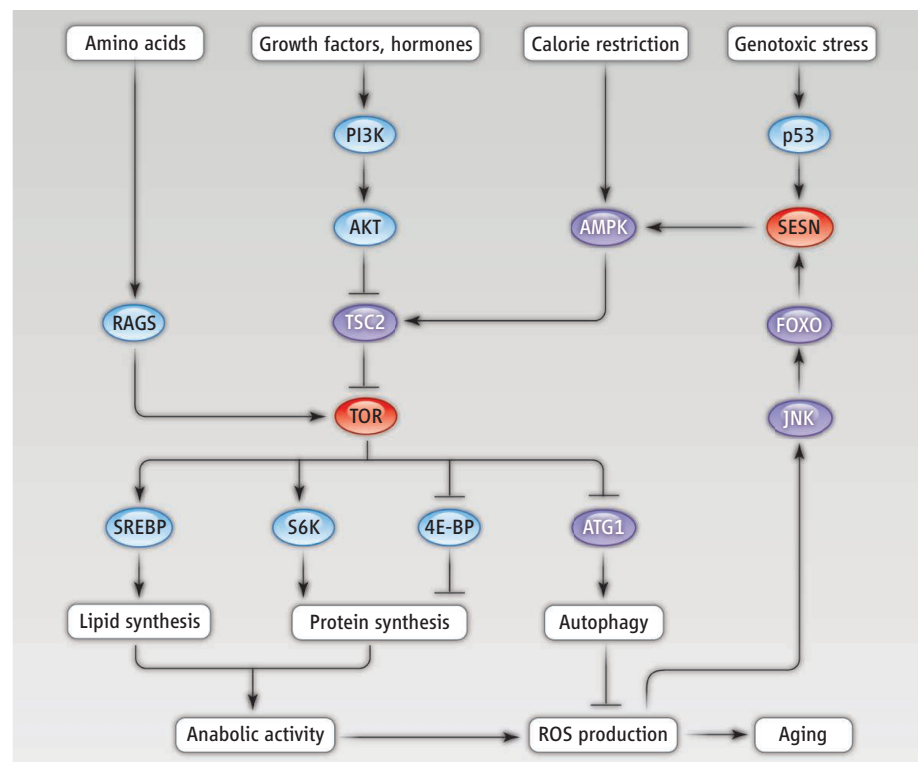 Amino acids
Growth factors, hormones
Calorie restriction
Genotoxic stress
PI3K
p53
AKT
AMPK
SESN
RAGS
TSC2
FOXO
TOR
JNK
SREBP
S6K
4E-BP
ATG1
Lipid synthesis
Protein synthesis
Autophagy
Anabolic activity
ROS production
Aging